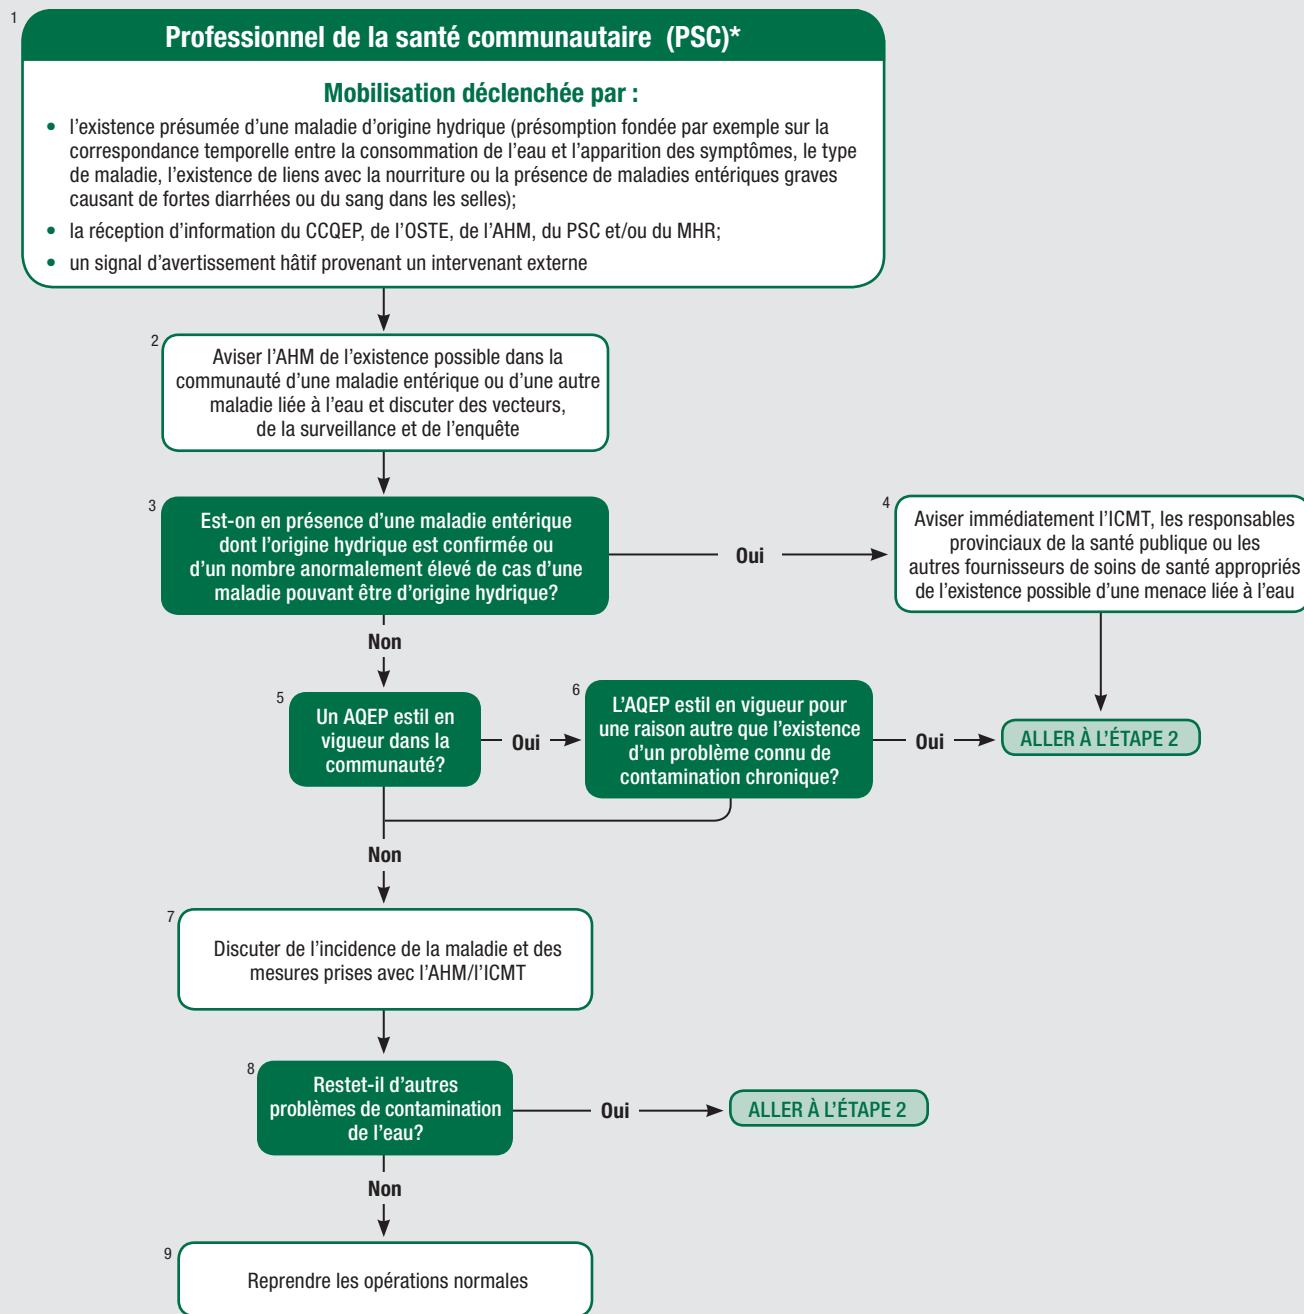 1
Professionnel de la santé communautaire (PSC)*
Mobilisation déclenchée par :
• l'existence présumée d'une maladie d'origine hydrique (présomption fondée par exemple sur la
correspondance temporelle entre la consommation de l'eau et l'apparition des symptômes, le type
de maladie, l'existence de liens avec la nourriture ou la présence de maladies entériques graves
causant de fortes diarrhées ou du sang dans les selles);
• la réception d'information du CCQEP, de l'OSTE, de l'AHM, du PSC et/ou du MHR;
• un signal d'avertissement hâtif provenant un intervenant externe
2
Aviser l'AHM de l'existence possible dans la
communauté d'une maladie entérique ou d'une autre
maladie liée à l'eau et discuter des vecteurs,
de la surveillance et de l'enquête
3
Est-on en présence d'une maladie entérique
dont l'origine hydrique est confirmée ou
d'un nombre anormalement élevé de cas d'une
maladie pouvant être d'origine hydrique?
Oui
4
Aviser immédiatement l'ICMT, les responsables
provinciaux de la santé publique ou les
autres fournisseurs de soins de santé appropriés
de l'existence possible d'une menace liée à l'eau
Non
5
Un AQEP estil en
vigueur dans la
communauté?
Oui
6
L'AQEP estil en vigueur pour
une raison autre que l'existence
d'un problème connu de
contamination chronique?
Oui
ALLER À L'ÉTAPE 2
Non
7
Discuter de l'incidence de la maladie et des
mesures prises avec l'AHM/l'ICMT
8
Restet-il d'autres
problèmes de contamination
de l'eau?
Oui
ALLER À L'ÉTAPE 2
Non
9
Reprendre les opérations normales